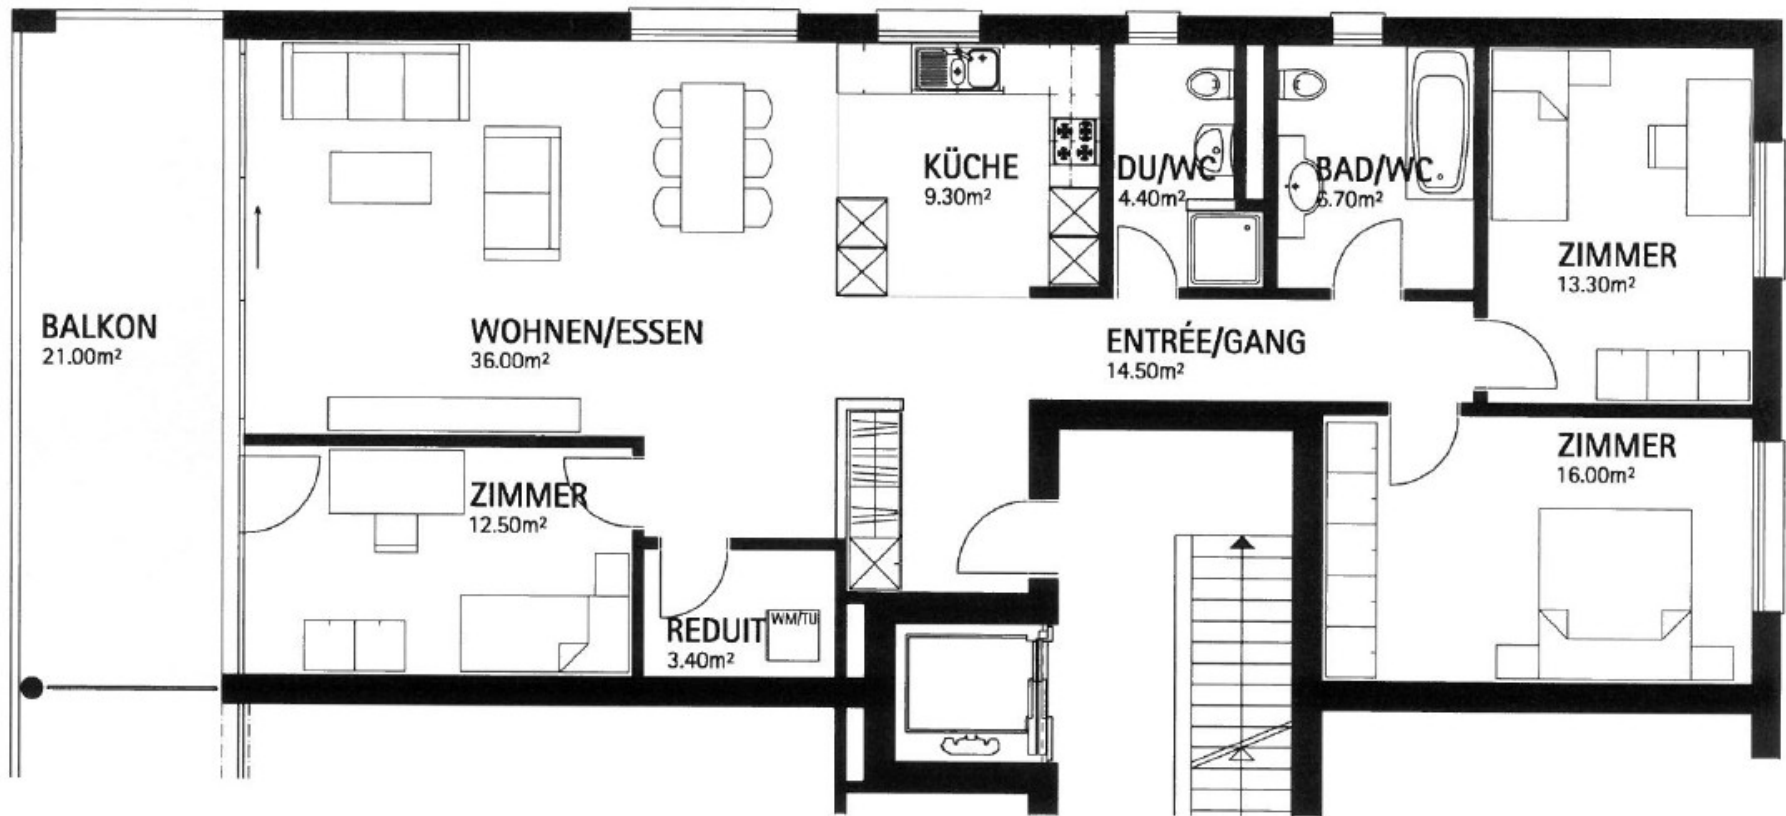 KÜCHE
9.30m²
DU/WC
4.40m²
BAD/WC
6.70m²
ZIMMER
13.30m²
BALKON
21.00m²
WOHNEN/ESSEN
36.00m²
ENTRÉE/GANG
14.50m²
ZIMMER
16.00m²
ZIMMER
12.50m²
REDUIT
3.40m²
WM/TU